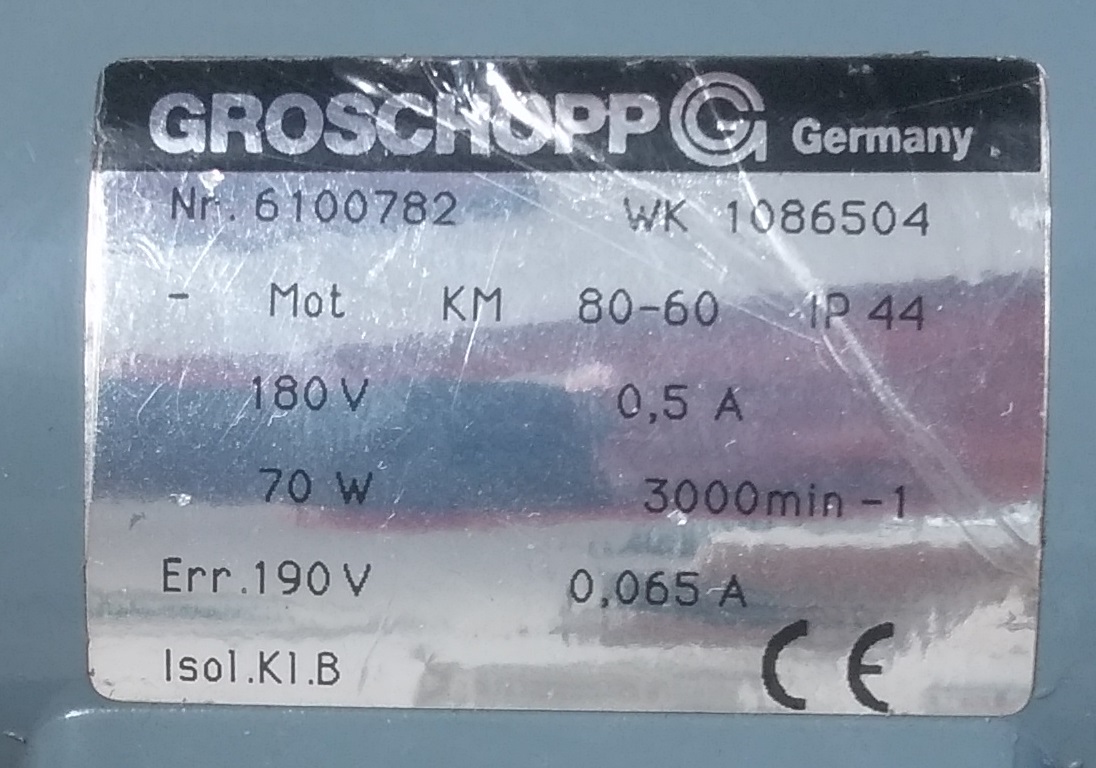 GROSCHOPP G Germany
Nr. 6100782 WK 1086504
- Mot KM 80-60 IP 44
180 V 0,5 A
70 W 3000min -1
Err.190 V 0,065 A
Isol.Kl.B CE